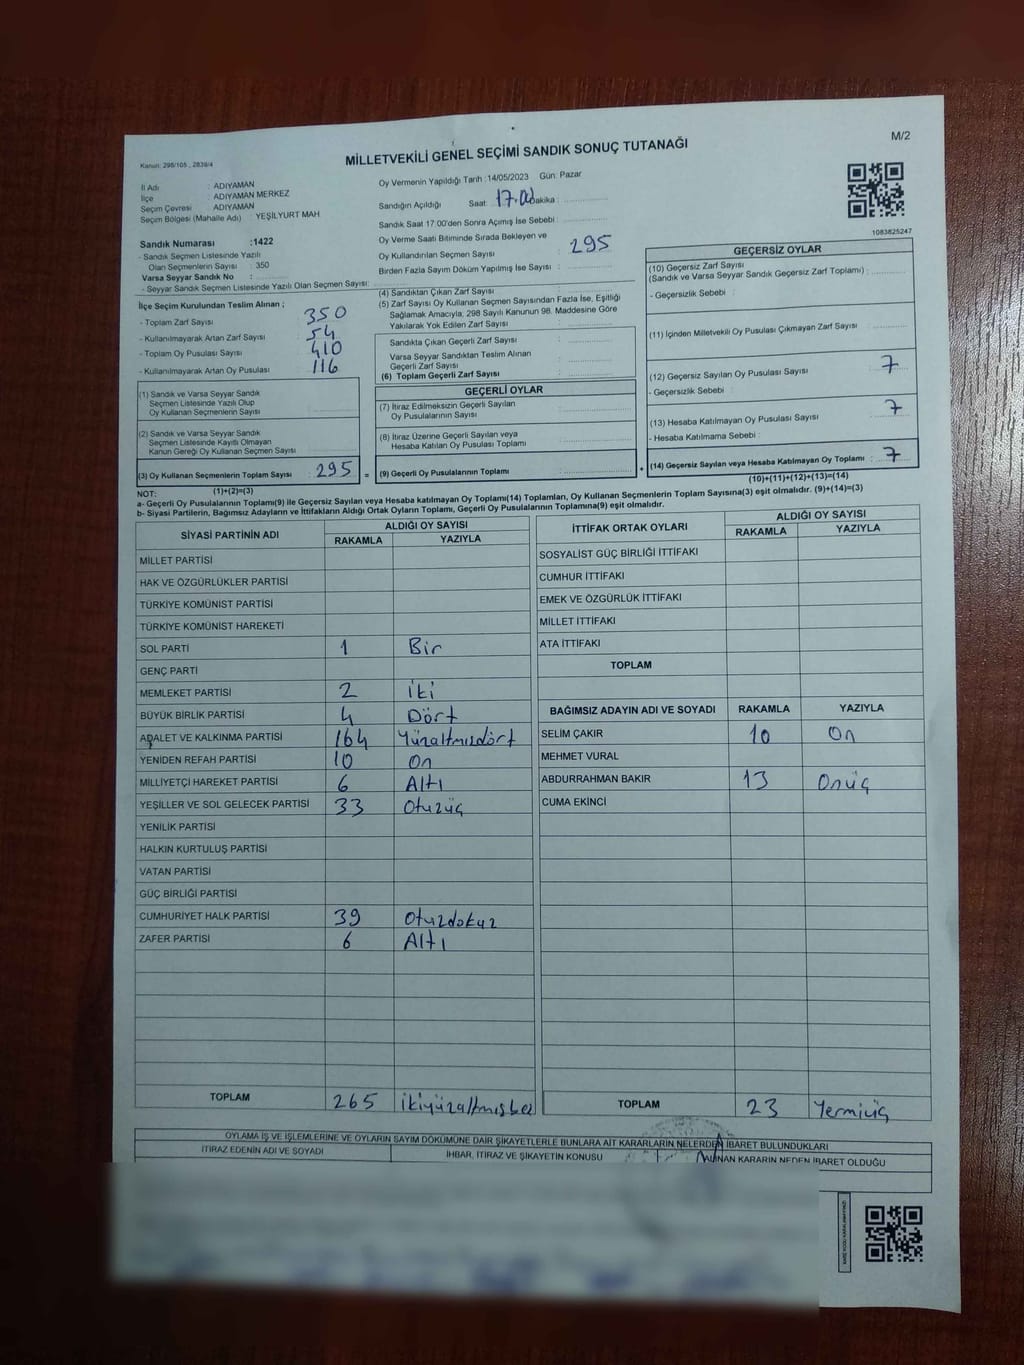 M/2
Kanun: 298/105 , 2839/4
MİLLETVEKİLİ GENEL SEÇİMİ SANDIK SONUÇ TUTANAĞI
İl Adı : ADIYAMAN
İlçe : ADIYAMAN MERKEZ
Seçim Çevresi : ADIYAMAN
Seçim Bölgesi (Mahalle Adı) : YEŞİLYURT MAH
Sandık Numarası :1422
- Sandık Seçmen Listesinde Yazılı
Olan Seçmenlerin Sayısı : 350
Varsa Seyyar Sandık No :
- Seyyar Sandık Seçmen Listesinde Yazılı Olan Seçmen Sayısı:
Oy Vermenin Yapıldığı Tarih :14/05/2023 Gün: Pazar
Sandığın Açıldığı Saat: 17.00 Dakika :
Sandık Saat 17.00'den Sonra Açılmış İse Sebebi :
Oy Verme Saati Bitiminde Sırada Bekleyen ve
Oy Kullandırılan Seçmen Sayısı : 295
Birden Fazla Sayım Döküm Yapılmış İse Sayısı :
1083825247
İlçe Seçim Kurulundan Teslim Alınan ;
- Toplam Zarf Sayısı : 350
- Kullanılmayarak Artan Zarf Sayısı : 54
- Toplam Oy Pusulası Sayısı : 410
- Kullanılmayarak Artan Oy Pusulası : 116
(4) Sandıktan Çıkan Zarf Sayısı :
(5) Zarf Sayısı Oy Kullanan Seçmen Sayısından Fazla İse, Eşitliği
Sağlamak Amacıyla, 298 Sayılı Kanunun 98. Maddesine Göre
Yakılarak Yok Edilen Zarf Sayısı :
Sandıkta Çıkan Geçerli Zarf Sayısı :
Varsa Seyyar Sandıktan Teslim Alınan
Geçerli Zarf Sayısı :
(6) Toplam Geçerli Zarf Sayısı :
GEÇERSİZ OYLAR
(10) Geçersiz Zarf Sayısı
(Sandık ve Varsa Seyyar Sandık Geçersiz Zarf Toplamı) :
- Geçersizlik Sebebi :
(11) İçinden Milletvekili Oy Pusulası Çıkmayan Zarf Sayısı :
(12) Geçersiz Sayılan Oy Pusulası Sayısı : 7
- Geçersizlik Sebebi :
(13) Hesaba Katılmayan Oy Pusulası Sayısı : 7
- Hesaba Katılmama Sebebi :
(14) Geçersiz Sayılan veya Hesaba Katılmayan Oy Toplamı : 7
(10)+(11)+(12)+(13)=(14)
(1) Sandık ve Varsa Seyyar Sandık
Seçmen Listesinde Yazılı Olup
Oy Kullanan Seçmenlerin Sayısı :
(2) Sandık ve Varsa Seyyar Sandık
Seçmen Listesinde Kayıtlı Olmayan
Kanun Gereği Oy Kullanan Seçmen Sayısı :
(3) Oy Kullanan Seçmenlerin Toplam Sayısı : 295 =
(1)+(2)=(3)
GEÇERLİ OYLAR
(7) İtiraz Edilmeksizin Geçerli Sayılan
Oy Pusulalarının Sayısı :
(8) İtiraz Üzerine Geçerli Sayılan veya
Hesaba Katılan Oy Pusulası Toplamı :
(9) Geçerli Oy Pusulalarının Toplamı : +
NOT:
a- Geçerli Oy Pusulalarının Toplamı(9) ile Geçersiz Sayılan veya Hesaba katılmayan Oy Toplamı(14) Toplamları, Oy Kullanan Seçmenlerin Toplam Sayısına(3) eşit olmalıdır. (9)+(14)=(3)
b- Siyasi Partilerin, Bağımsız Adayların ve İttifakların Aldığı Ortak Oyların Toplamı, Geçerli Oy Pusulalarının Toplamına(9) eşit olmalıdır.
SİYASİ PARTİNİN ADI ALDIĞI OY SAYISI
RAKAMLA YAZIYLA
MİLLET PARTİSİ
HAK VE ÖZGÜRLÜKLER PARTİSİ
TÜRKİYE KOMÜNİST PARTİSİ
TÜRKİYE KOMÜNİST HAREKETİ
SOL PARTİ 1 Bir
GENÇ PARTİ
MEMLEKET PARTİSİ 2 iki
BÜYÜK BİRLİK PARTİSİ 4 Dört
ADALET VE KALKINMA PARTİSİ 164 Yüzaltmışdört
YENİDEN REFAH PARTİSİ 10 on
MİLLİYETÇİ HAREKET PARTİSİ 6 Altı
YEŞİLLER VE SOL GELECEK PARTİSİ 33 Otuzüç
YENİLİK PARTİSİ
HALKIN KURTULUŞ PARTİSİ
VATAN PARTİSİ
GÜÇ BİRLİĞİ PARTİSİ
CUMHURİYET HALK PARTİSİ 39 Otuzdokuz
ZAFER PARTİSİ 6 Altı
TOPLAM 265 ikiyüzaltmışbeş
İTTİFAK ORTAK OYLARI ALDIĞI OY SAYISI
RAKAMLA YAZIYLA
SOSYALİST GÜÇ BİRLİĞİ İTTİFAKI
CUMHUR İTTİFAKI
EMEK VE ÖZGÜRLÜK İTTİFAKI
MİLLET İTTİFAKI
ATA İTTİFAKI
TOPLAM
BAĞIMSIZ ADAYIN ADI VE SOYADI RAKAMLA YAZIYLA
SELİM ÇAKIR 10 On
MEHMET VURAL
ABDURRAHMAN BAKIR 13 Onüç
CUMA EKİNCİ
TOPLAM 23 Yermiüç
OYLAMA İŞ VE İŞLEMLERİNE VE OYLARIN SAYIM DÖKÜMÜNE DAİR ŞİKAYETLERLE BUNLARA AİT KARARLARIN NELERDEN İBARET BULUNDUKLARI
İTİRAZ EDENİN ADI VE SOYADI İHBAR, İTİRAZ VE ŞİKAYETİN KONUSU ALINAN KARARIN NEDEN İBARET OLDUĞU